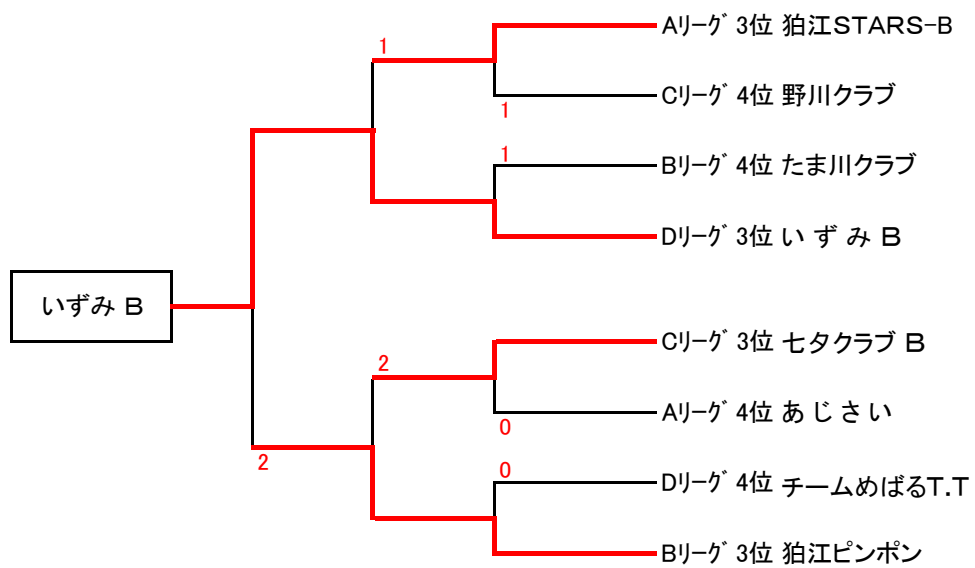 1
Aリーグ 3位 狛江STARS-B
Cリーグ 4位 野川クラブ
1
1
Bリーグ 4位 たま川クラブ
Dリーグ 3位 い ず み B
いずみ B
2
Cリーグ 3位 七夕クラブ B
Aリーグ 4位 あ じ さ い
0
2
0
Dリーグ 4位 チームめばるT.T
Bリーグ 3位 狛江ピンポン